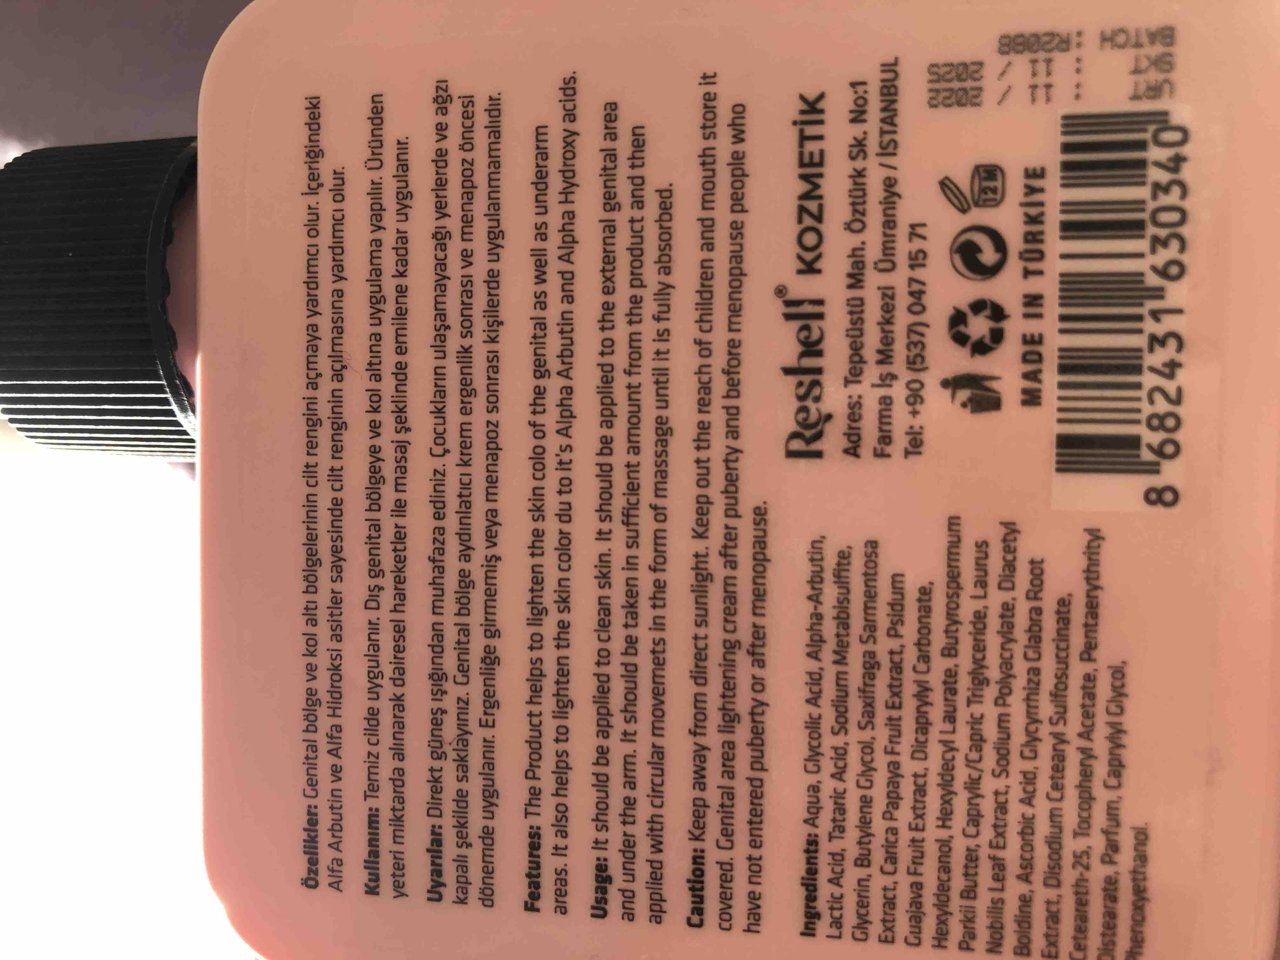 Özellikler: Genital bölge ve kol altı bölgelerinin cilt rengini açmaya yardımcı olur. İçeriğindeki
Alfa Arbutin ve Alfa Hidroksi asitler sayesinde cilt renginin açılmasına yardımcı olur.
Kullanım: Temiz cilde uygulanır. Dış genital bölgeye ve kol altına uygulama yapılır. Üründen
yeteri miktarda alınarak dairesel hareketler ile masaj şeklinde emilene kadar uygulanır.
Uyarılar: Direkt güneş ışığından muhafaza ediniz. Çocukların ulaşamayacağı yerlerde ve ağzı
kapalı şekilde saklayınız. Genital bölge aydınlatıcı krem ergenlik sonrası ve menapoz öncesi
dönemde uygulanır. Ergenliğe girmemiş veya menapoz sonrası kişilerde uygulanmamalıdır.
Features: The Product helps to lighten the skin colo of the genital as well as underarm
areas. It also helps to lighten the skin color du to it's Alpha Arbutin and Alpha Hydroxy acids.
Usage: It should be applied to clean skin. It should be applied to the external genital area
and under the arm. It should be taken in sufficient amount from the product and then
applied with circular movemets in the form of massage until it is fully absorbed.
Caution: Keep away from direct sunlight. Keep out the reach of children and mouth store it
covered. Genital area lightening cream after puberty and before menopause people who
have not entered puberty or after menopause.
Ingredients: Aqua, Glycolic Acid, Alpha-Arbutin,
Lactic Acid, Tataric Acid, Sodium Metabisulfite,
Glycerin, Butylene Glycol, Saxifraga Sarmentosa
Extract, Carica Papaya Fruit Extract, Psidum
Guajava Fruit Extract, Dicaprylyl Carbonate,
Hexyldecanol, Hexyldecyl Laurate, Butyrospermum
Parkii Butter, Caprylic/Capric Triglyceride, Laurus
Nobilis Leaf Extract, Sodium Polyacrylate, Diacetyl
Boldine, Ascorbic Acid, Glycyrrhiza Glabra Root
Extract, Disodium Cetearyl Sulfosuccinate,
Ceteareth-25, Tocopheryl Acetate, Pentaerythrityl
Distearate, Parfum, Caprylyl Glycol,
Phenoxyethanol.
Reshell® KOZMETİK
Adres: Tepeüstü Mah. Öztürk Sk. No:1
Farma İş Merkezi Ümraniye / İSTANBUL
Tel: +90 (537) 047 15 71
12 M
MADE IN TÜRKİYE
8 682431 630340
ÜRT : 11 / 2022
SKT : 11 / 2025
BATCH : R2088